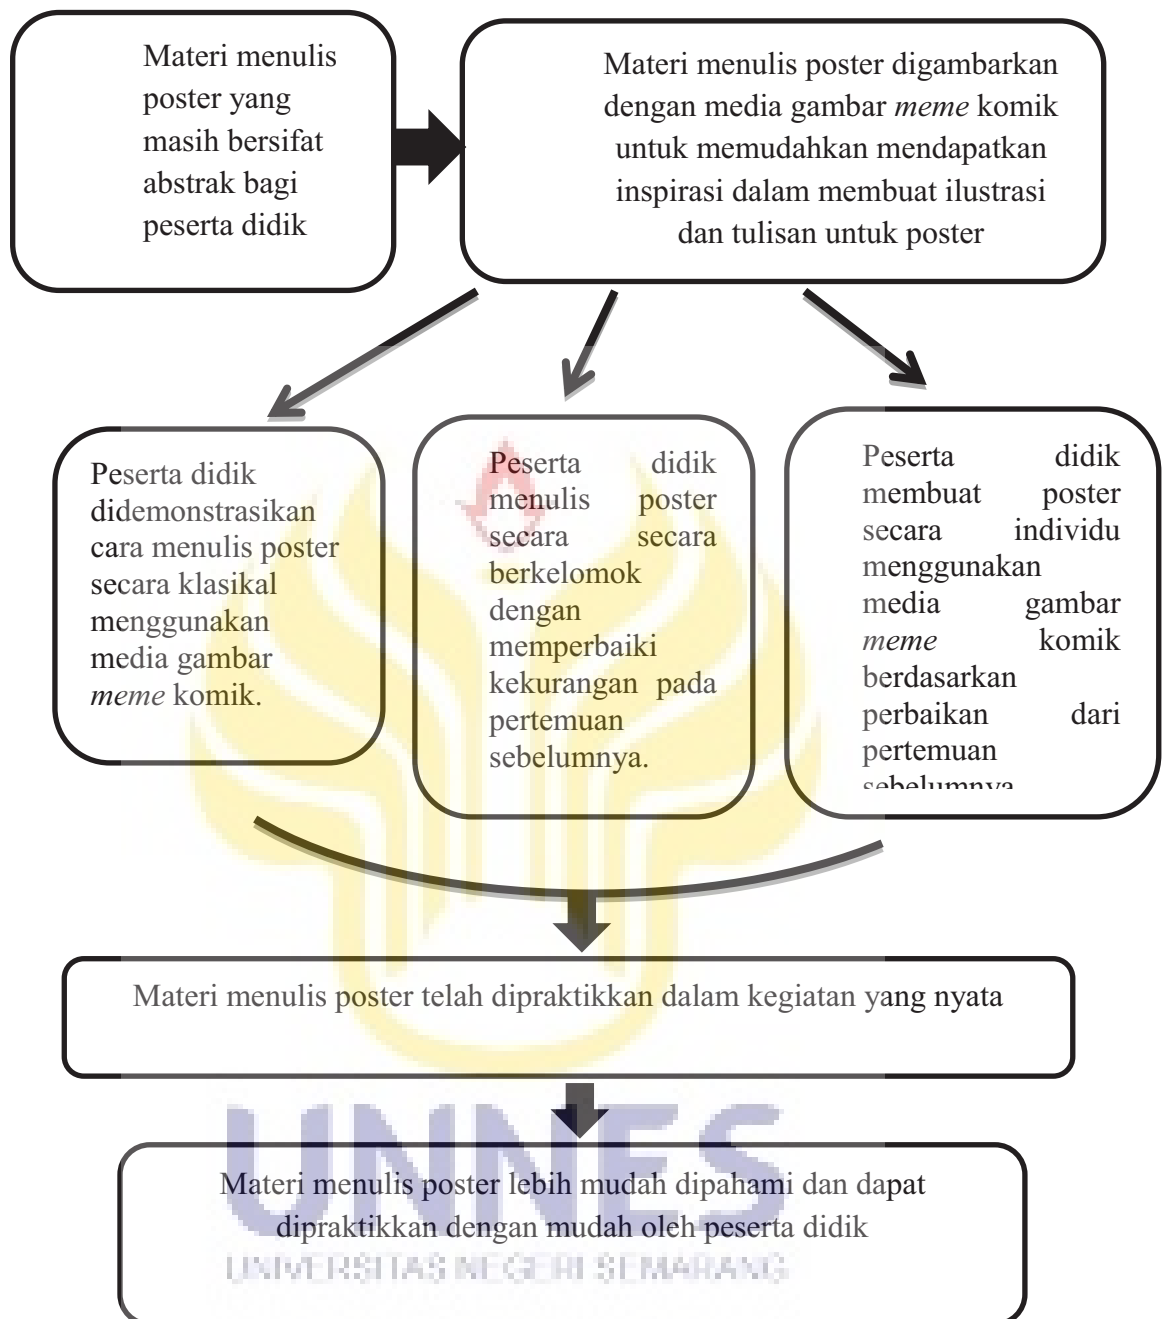 Materi menulis
poster yang
masih bersifat
abstrak bagi
peserta didik
Materi menulis poster digambarkan
dengan media gambar meme komik
untuk memudahkan mendapatkan
inspirasi dalam membuat ilustrasi
dan tulisan untuk poster
Peserta didik
didemonstrasikan
cara menulis poster
secara klasikal
menggunakan
media gambar
meme komik.
Peserta didik
menulis poster
secara secara
berkelomok
dengan
memperbaiki
kekurangan pada
pertemuan
sebelumnya.
Peserta didik
membuat poster
secara individu
menggunakan
media gambar
meme komik
berdasarkan
perbaikan dari
pertemuan
sebelumnya
Materi menulis poster telah dipraktikkan dalam kegiatan yang nyata
Materi menulis poster lebih mudah dipahami dan dapat
dipraktikkan dengan mudah oleh peserta didik
UNNES
UNIVERSITAS NEGERI SEMARANG